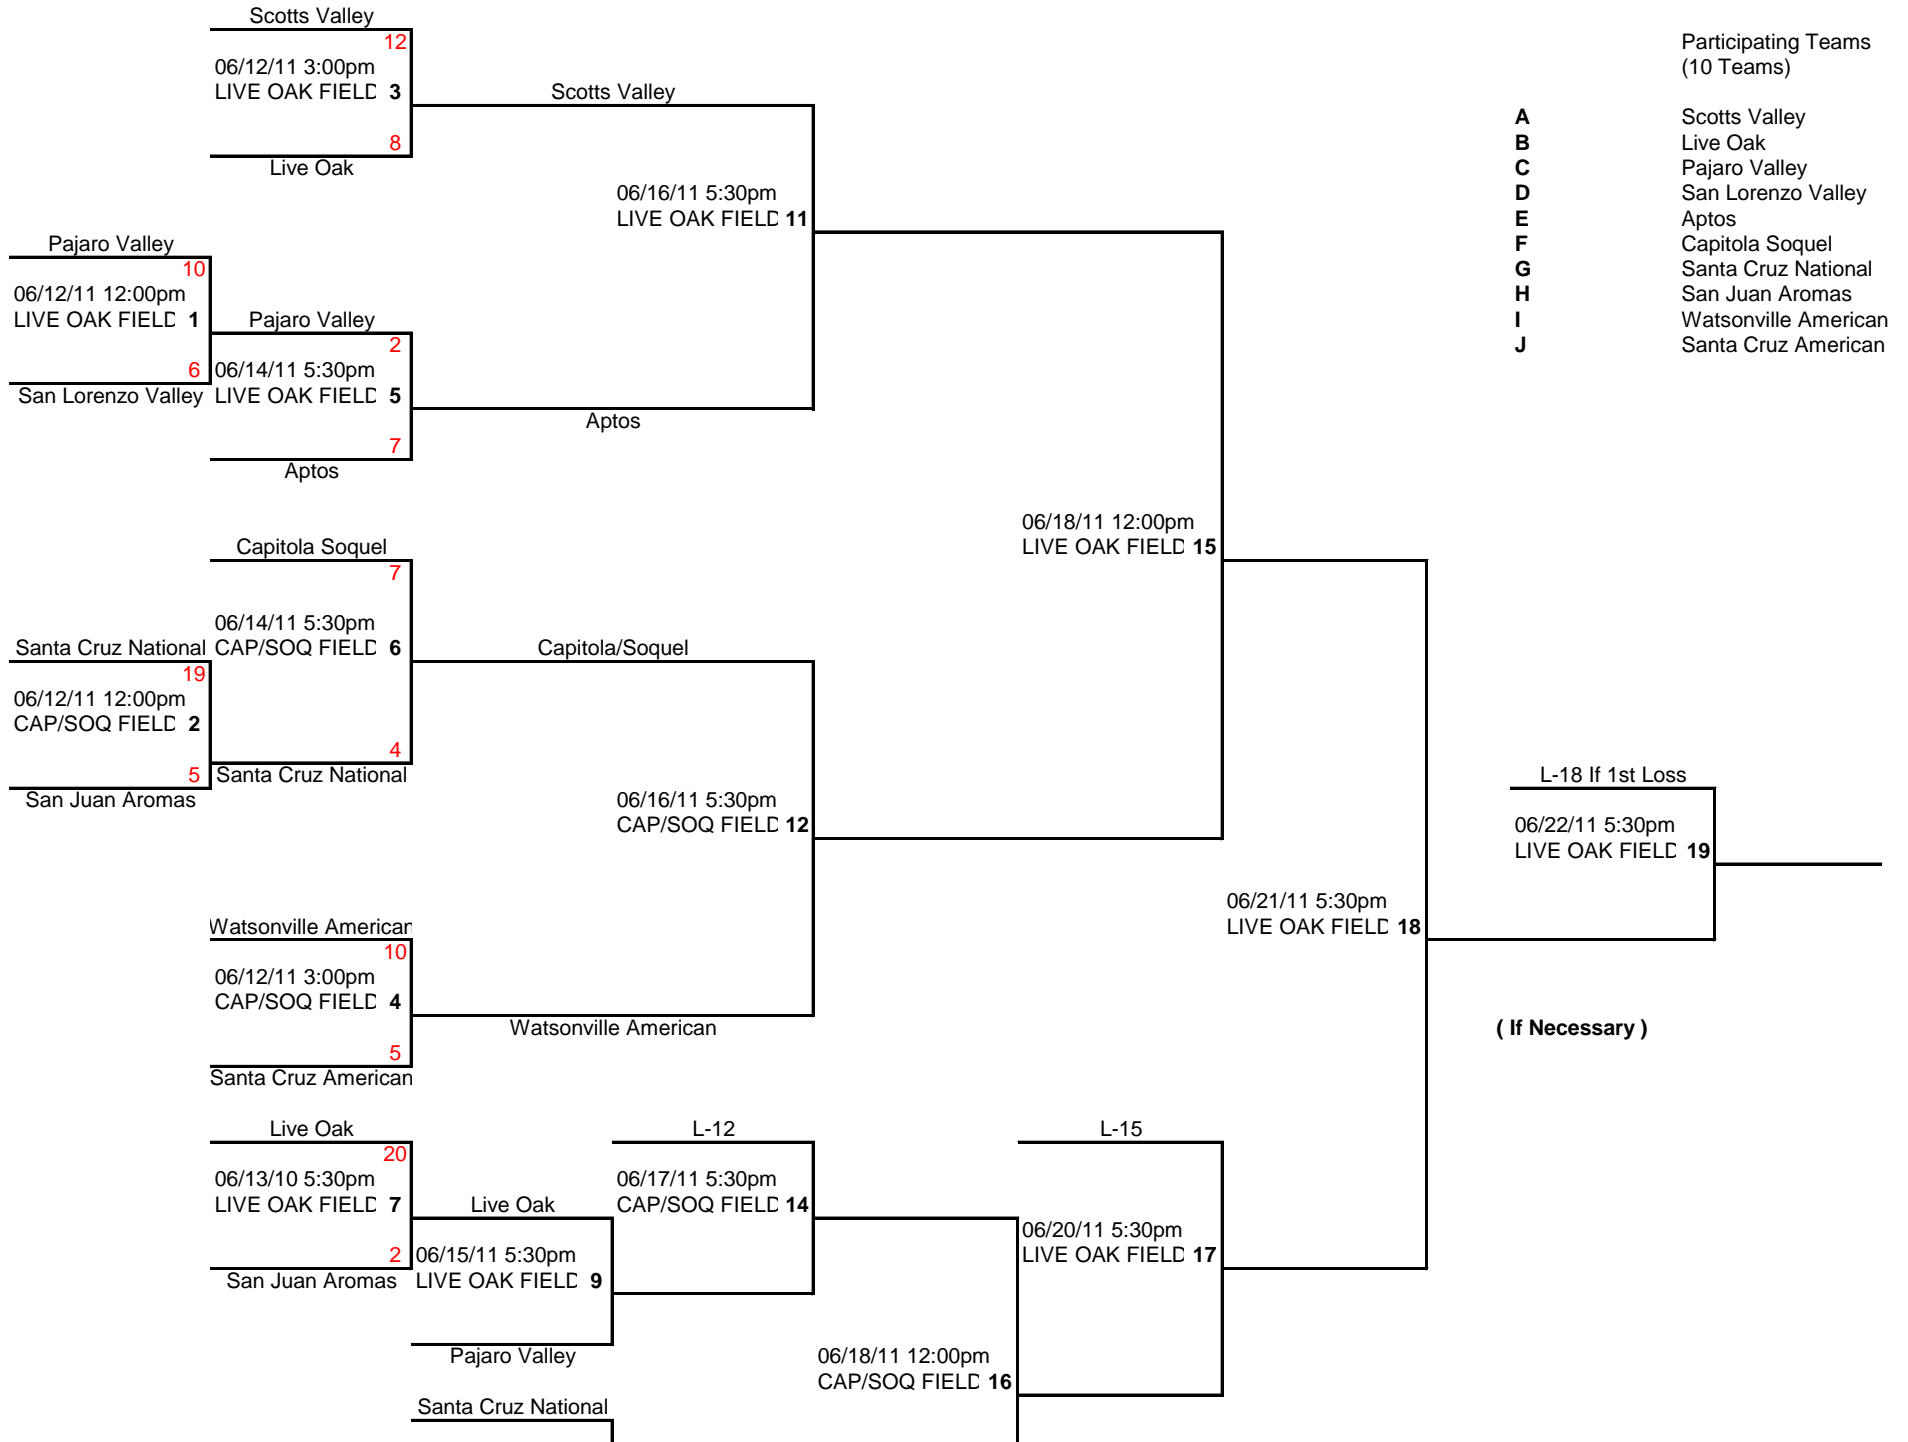 Scotts Valley
12
06/12/11 3:00pm
LIVE OAK FIELD 3
8
Live Oak
Scotts Valley
06/16/11 5:30pm
LIVE OAK FIELD 11
Pajaro Valley
10
06/12/11 12:00pm
LIVE OAK FIELD 1
6
San Lorenzo Valley
Pajaro Valley
2
06/14/11 5:30pm
LIVE OAK FIELD 5
7
Aptos
Aptos
06/18/11 12:00pm
LIVE OAK FIELD 15
Capitola Soquel
7
06/14/11 5:30pm
CAP/SOQ FIELD 6
4
Santa Cruz National
Santa Cruz National
19
06/12/11 12:00pm
CAP/SOQ FIELD 2
5
San Juan Aromas
Capitola/Soquel
06/16/11 5:30pm
CAP/SOQ FIELD 12
Watsonville American
10
06/12/11 3:00pm
CAP/SOQ FIELD 4
5
Santa Cruz American
Watsonville American
06/21/11 5:30pm
LIVE OAK FIELD 18
L-18 If 1st Loss
06/22/11 5:30pm
LIVE OAK FIELD 19
( If Necessary )
Participating Teams
(10 Teams)
A Scotts Valley
B Live Oak
C Pajaro Valley
D San Lorenzo Valley
E Aptos
F Capitola Soquel
G Santa Cruz National
H San Juan Aromas
I Watsonville American
J Santa Cruz American
Live Oak
20
06/13/10 5:30pm
LIVE OAK FIELD 7
2
San Juan Aromas
Live Oak
06/15/11 5:30pm
LIVE OAK FIELD 9
Pajaro Valley
L-12
06/17/11 5:30pm
CAP/SOQ FIELD 14
L-15
06/20/11 5:30pm
LIVE OAK FIELD 17
06/18/11 12:00pm
CAP/SOQ FIELD 16
Santa Cruz National